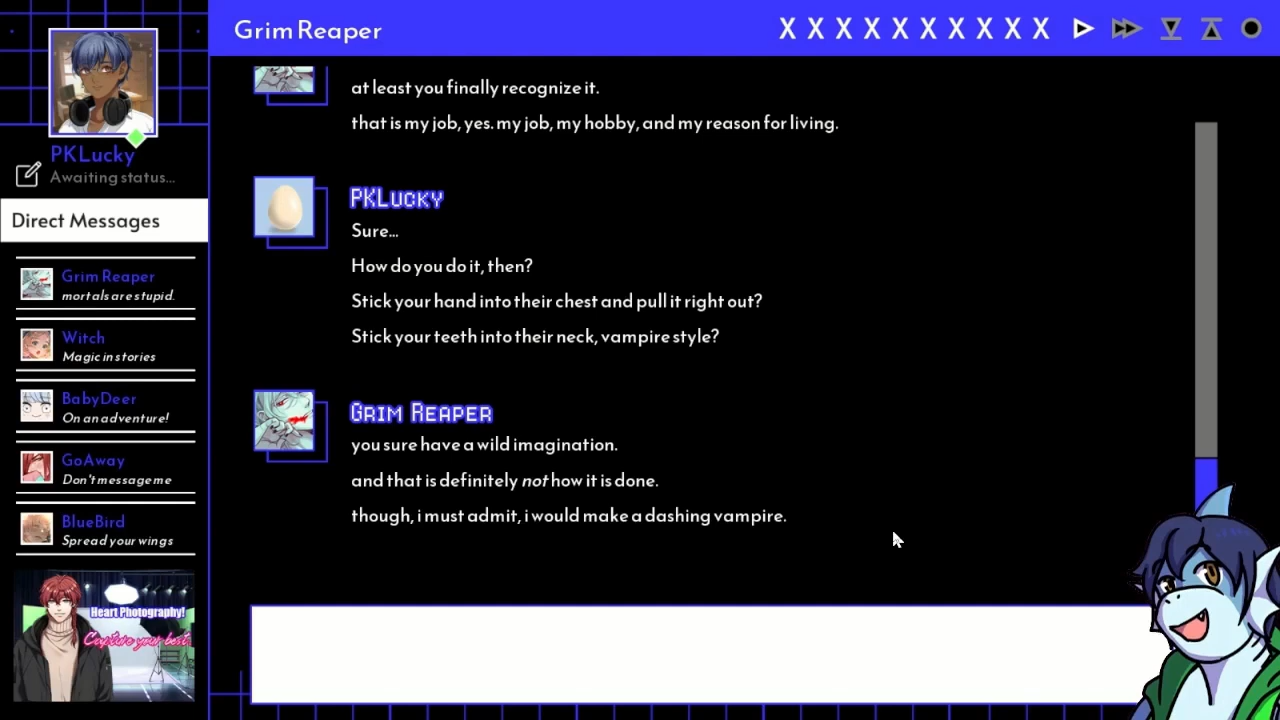 Grim Reaper
X X X X X X X X X X
PKLucky
Awaiting status...
Direct Messages
Grim Reaper
mortals are stupid.
Witch
Magic in stories
BabyDeer
On an adventure!
GoAway
Don't message me
BlueBird
Spread your wings
Heart Photography!
Capture your best
at least you finally recognize it.
that is my job, yes. my job, my hobby, and my reason for living.
PKLucky
Sure...
How do you do it, then?
Stick your hand into their chest and pull it right out?
Stick your teeth into their neck, vampire style?
Grim Reaper
you sure have a wild imagination.
and that is definitely not how it is done.
though, i must admit, i would make a dashing vampire.